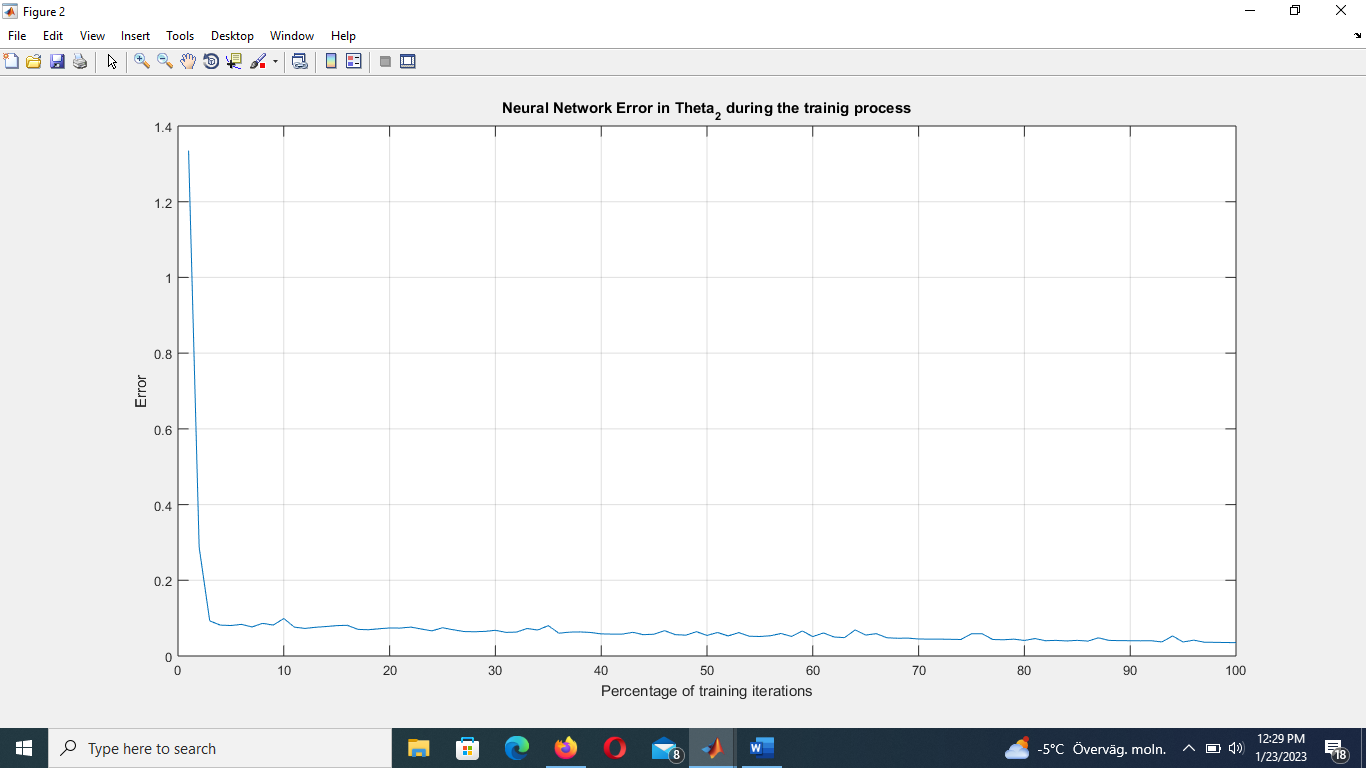 Figure 2
File Edit View Insert Tools Desktop Window Help
Neural Network Error in Theta2 during the trainig process
1.4
1.2
1
0.8
0.6
0.4
0.2
0
Error
0 10 20 30 40 50 60 70 80 90 100
Percentage of training iterations
Type here to search
8
W
-5°C Överväg. moln.
12:29 PM
1/23/2023
18